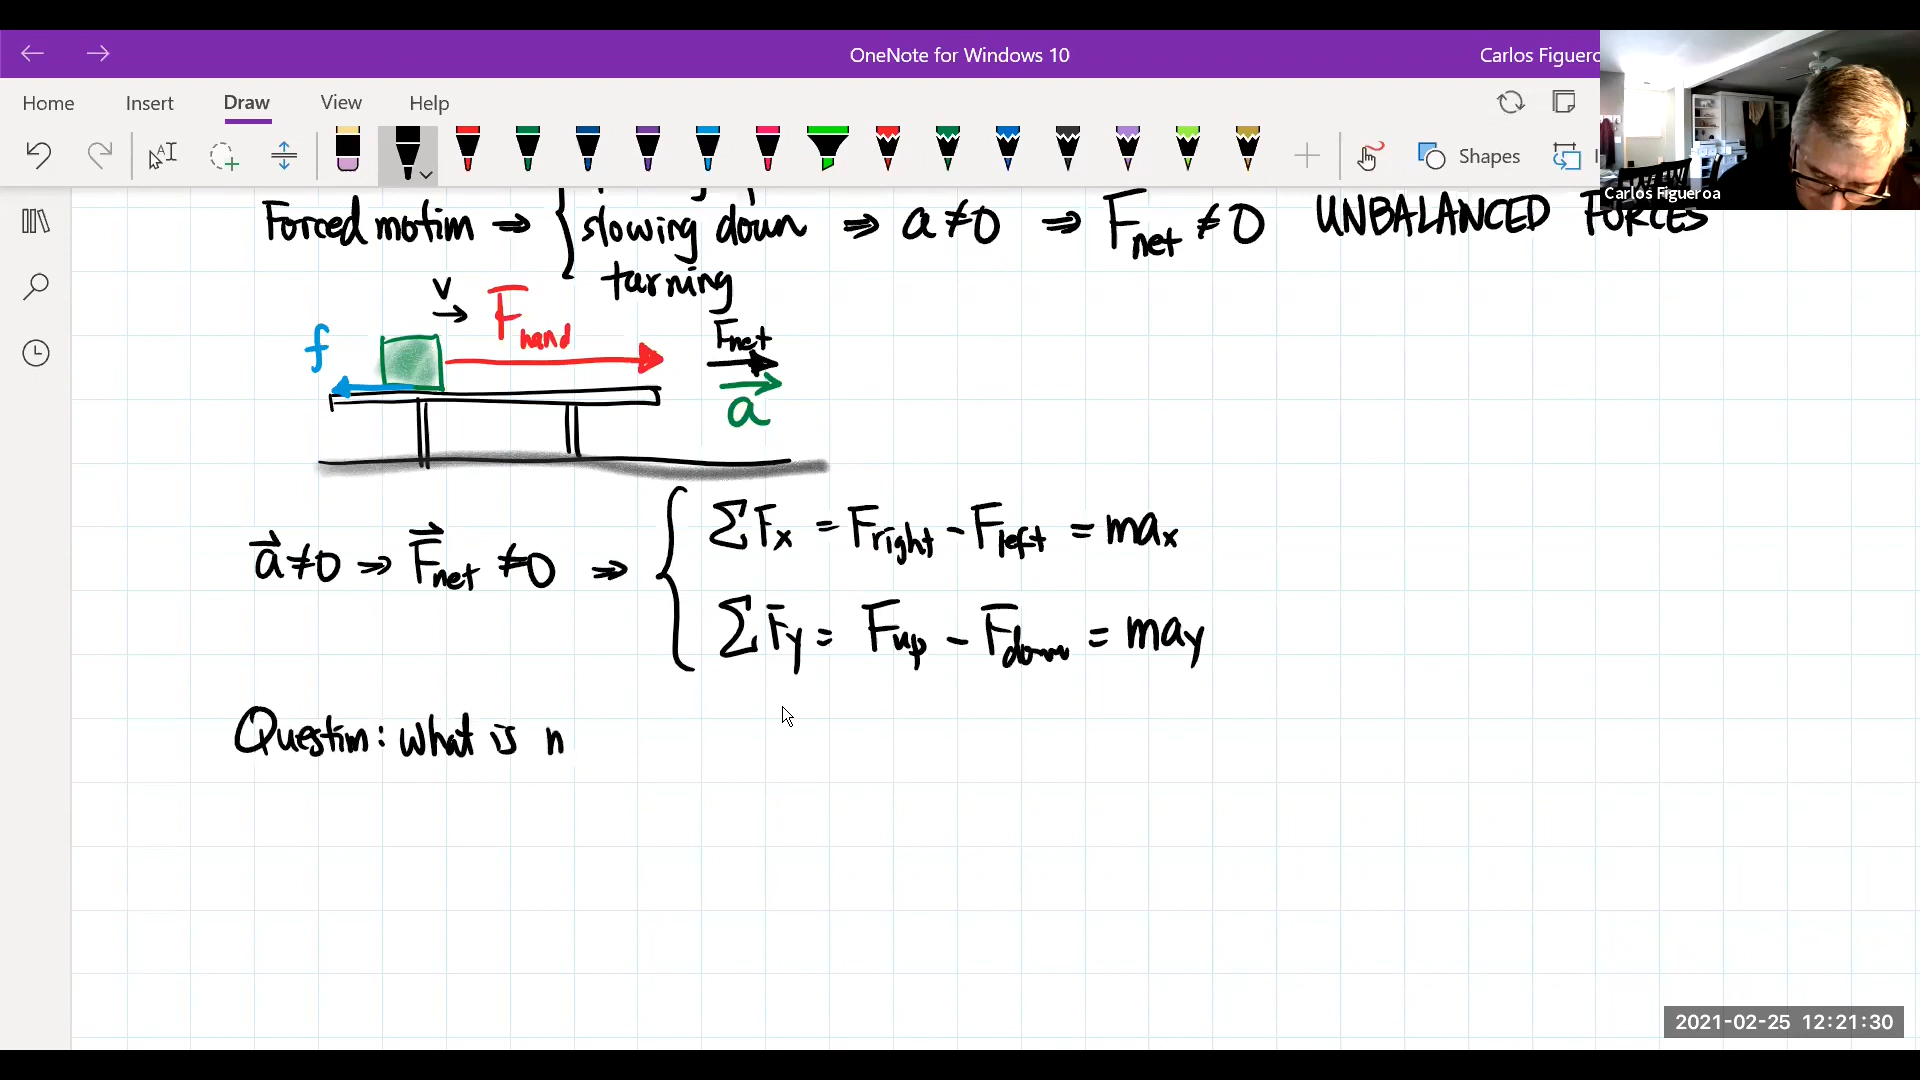 OneNote for Windows 10
Carlos Figuero
Home Insert Draw View Help
Shapes
Carlos Figueroa
Forced motion ⇒ { slowing down ⇒ a≠0 ⇒ Fnet ≠ 0 UNBALANCED FORCES
turning
v
Fhand
f
Fnet
a
a≠0 ⇒ Fnet ≠0 ⇒ { ΣFx = Fright - Fleft = max
ΣFy = Fup - Fdown = may
Question: what is n
2021-02-25 12:21:30